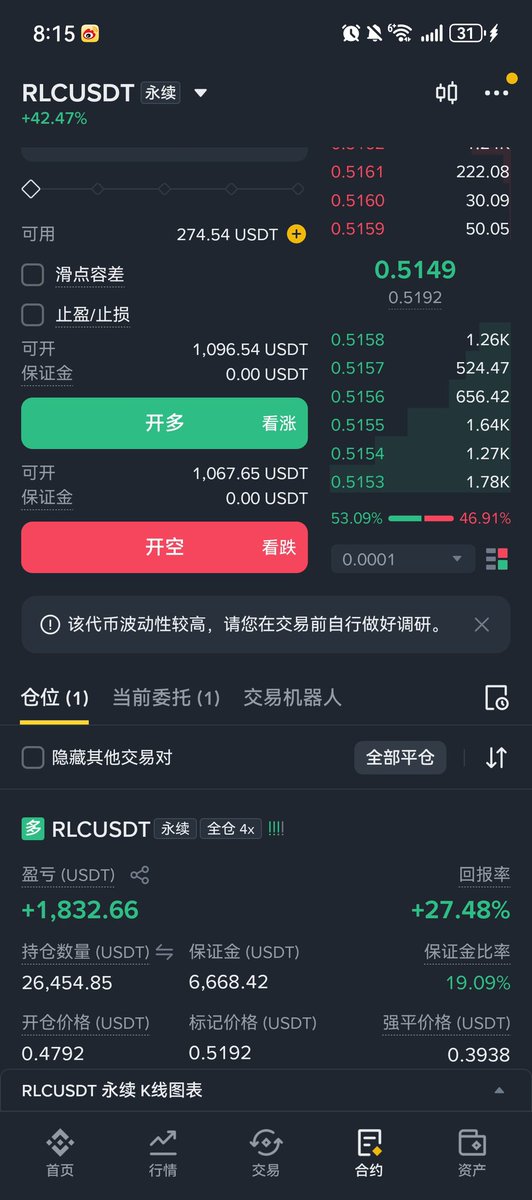 8:15
6+
31
RLCUSDT 永续
+42.47%
0.5161 222.08
0.5160 30.09
0.5159 50.05
可用 274.54 USDT
滑点容差
止盈/止损
0.5149
0.5192
可开 1,096.54 USDT
保证金 0.00 USDT
开多 看涨
可开 1,067.65 USDT
保证金 0.00 USDT
开空 看跌
0.5158 1.26K
0.5157 524.47
0.5156 656.42
0.5155 1.64K
0.5154 1.27K
0.5153 1.78K
53.09% 46.91%
0.0001
该代币波动性较高，请您在交易前自行做好调研。
仓位 (1) 当前委托 (1) 交易机器人
隐藏其他交易对 全部平仓
多 RLCUSDT 永续 全仓 4x !!!!
盈亏 (USDT) 回报率
+1,832.66 +27.48%
持仓数量 (USDT) 保证金 (USDT) 保证金比率
26,454.85 6,668.42 19.09%
开仓价格 (USDT) 标记价格 (USDT) 强平价格 (USDT)
0.4792 0.5192 0.3938
RLCUSDT 永续 K线图表
首页 行情 交易 合约 资产